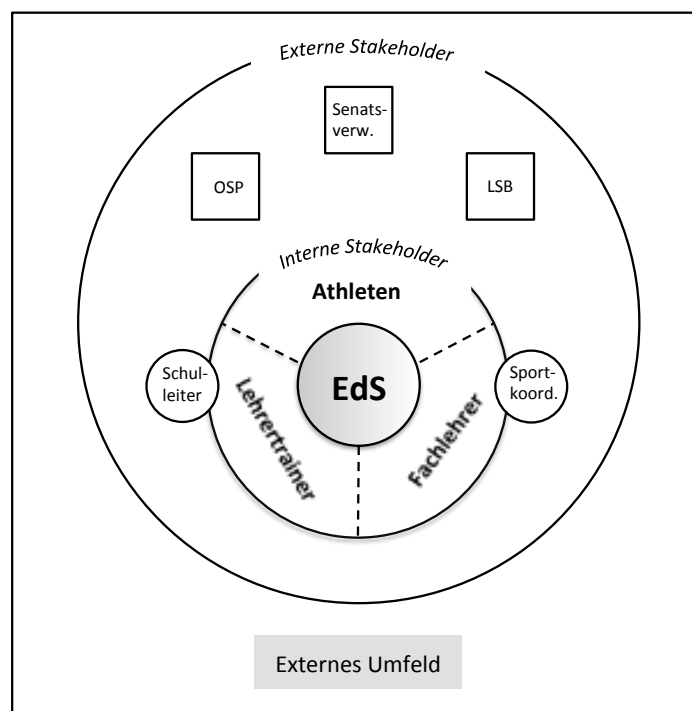 Externe Stakeholder
Senats-
verw.
OSP
LSB
Interne Stakeholder
Athleten
Schul-
leiter
EdS
Sport-
koord.
Lehrertrainer
Fachlehrer
Externes Umfeld